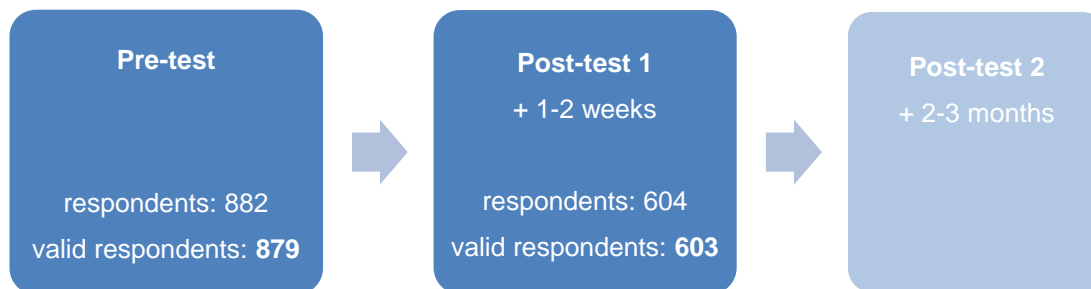 Pre-test
respondents: 882
valid respondents: 879
Post-test 1
+ 1-2 weeks
respondents: 604
valid respondents: 603
Post-test 2
+ 2-3 months